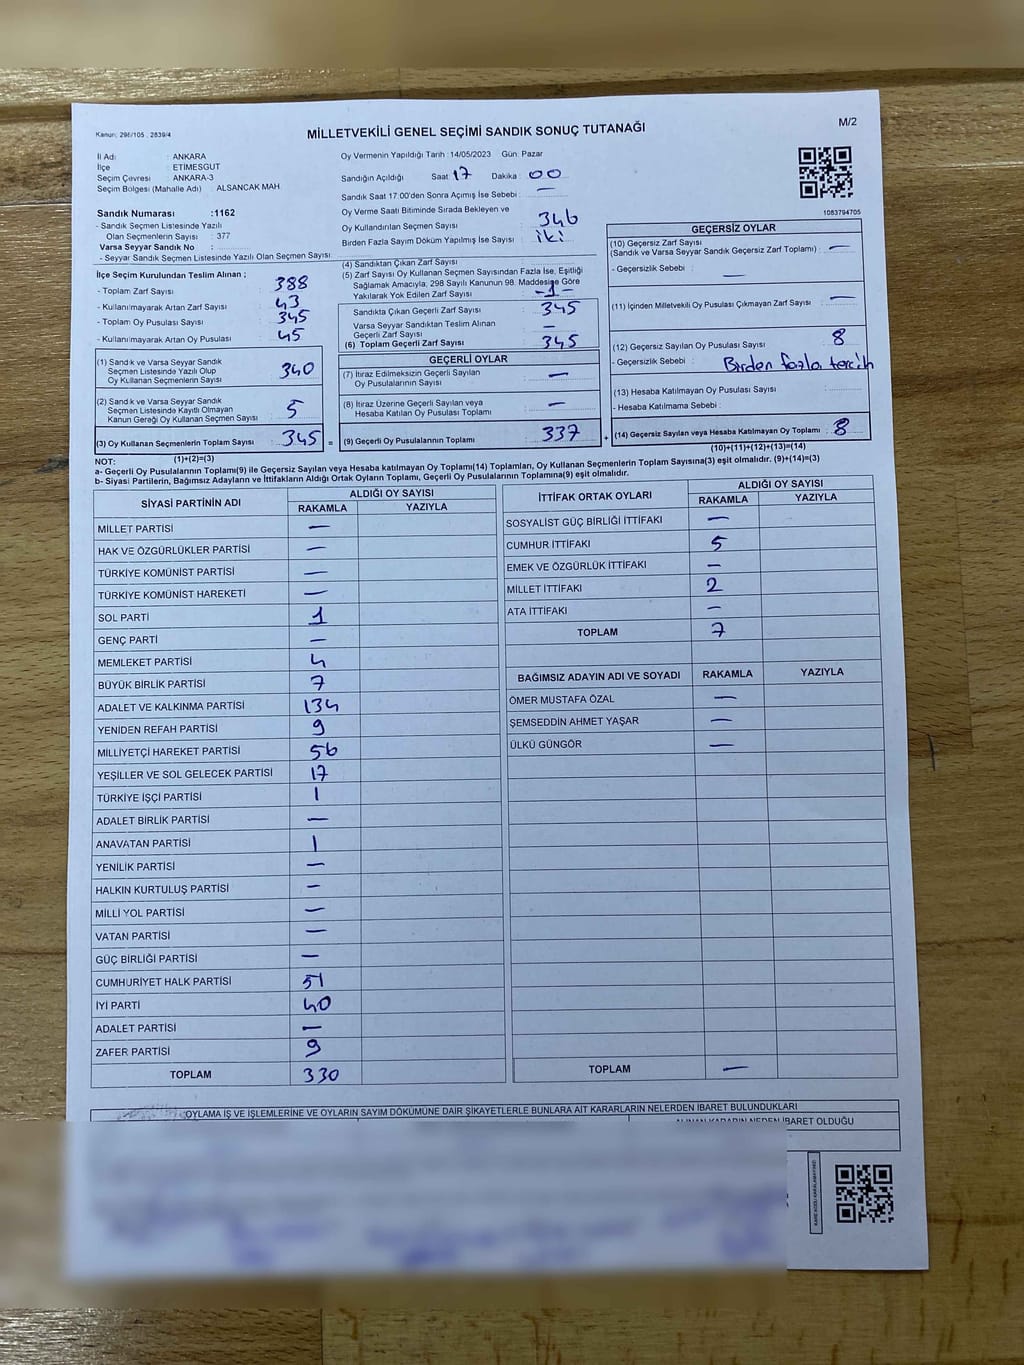 Kanun: 298/105 , 2839/4
MİLLETVEKİLİ GENEL SEÇİMİ SANDIK SONUÇ TUTANAĞI
M/2
İl Adı : ANKARA
İlçe : ETİMESGUT
Seçim Çevresi : ANKARA-3
Seçim Bölgesi (Mahalle Adı) : ALSANCAK MAH.
Sandık Numarası :1162
- Sandık Seçmen Listesinde Yazılı
Olan Seçmenlerin Sayısı : 377
Varsa Seyyar Sandık No :
- Seyyar Sandık Seçmen Listesinde Yazılı Olan Seçmen Sayısı:
Oy Vermenin Yapıldığı Tarih :14/05/2023 Gün: Pazar
Sandığın Açıldığı Saat 17 Dakika : 00
Sandık Saat 17.00'den Sonra Açımış İse Sebebi : —
Oy Verme Saati Bitiminde Sırada Bekleyen ve
Oy Kullandırılan Seçmen Sayısı : 346
Birden Fazla Sayım Döküm Yapılmış İse Sayısı : iki
1083794705
İlçe Seçim Kurulundan Teslim Alınan ;
- Toplam Zarf Sayısı : 388
- Kullanılmayarak Artan Zarf Sayısı : 43
- Toplam Oy Pusulası Sayısı : 345
- Kullanılmayarak Artan Oy Pusulası : 45
(1) Sandık ve Varsa Seyyar Sandık
Seçmen Listesinde Yazılı Olup
Oy Kullanan Seçmenlerin Sayısı : 340
(2) Sandık ve Varsa Seyyar Sandık
Seçmen Listesinde Kayıtlı Olmayan
Kanun Gereği Oy Kullanan Seçmen Sayısı : 5
(3) Oy Kullanan Seçmenlerin Toplam Sayısı : 345 =
(1)+(2)=(3)
(4) Sandıktan Çıkan Zarf Sayısı
(5) Zarf Sayısı Oy Kullanan Seçmen Sayısından Fazla İse, Eşitliği
Sağlamak Amacıyla, 298 Sayılı Kanunun 98. Maddesine Göre
Yakılarak Yok Edilen Zarf Sayısı : -1-
Sandıkta Çıkan Geçerli Zarf Sayısı : 345
Varsa Seyyar Sandıktan Teslim Alınan
Geçerli Zarf Sayısı : —
(6) Toplam Geçerli Zarf Sayısı : 345
GEÇERLİ OYLAR
(7) İtiraz Edilmeksizin Geçerli Sayılan
Oy Pusulalarının Sayısı : —
(8) İtiraz Üzerine Geçerli Sayılan veya
Hesaba Katılan Oy Pusulası Toplamı : —
(9) Geçerli Oy Pusulalarının Toplamı : 337 +
GEÇERSİZ OYLAR
(10) Geçersiz Zarf Sayısı
(Sandık ve Varsa Seyyar Sandık Geçersiz Zarf Toplamı) : —
- Geçersizlik Sebebi : —
(11) İçinden Milletvekili Oy Pusulası Çıkmayan Zarf Sayısı : —
(12) Geçersiz Sayılan Oy Pusulası Sayısı : 8
- Geçersizlik Sebebi : Birden fazla tercih
(13) Hesaba Katılmayan Oy Pusulası Sayısı :
- Hesaba Katılmama Sebebi :
(14) Geçersiz Sayılan veya Hesaba Katılmayan Oy Toplamı : 8
(10)+(11)+(12)+(13)=(14)
NOT:
a- Geçerli Oy Pusulalarının Toplamı(9) ile Geçersiz Sayılan veya Hesaba katılmayan Oy Toplamı(14) Toplamları, Oy Kullanan Seçmenlerin Toplam Sayısına(3) eşit olmalıdır. (9)+(14)=(3)
b- Siyasi Partilerin, Bağımsız Adayların ve İttifakların Aldığı Ortak Oyların Toplamı, Geçerli Oy Pusulalarının Toplamına(9) eşit olmalıdır.
SİYASİ PARTİNİN ADI ALDIĞI OY SAYISI
RAKAMLA YAZIYLA
MİLLET PARTİSİ —
HAK VE ÖZGÜRLÜKLER PARTİSİ —
TÜRKİYE KOMÜNİST PARTİSİ —
TÜRKİYE KOMÜNİST HAREKETİ —
SOL PARTİ 1
GENÇ PARTİ —
MEMLEKET PARTİSİ 4
BÜYÜK BİRLİK PARTİSİ 7
ADALET VE KALKINMA PARTİSİ 134
YENİDEN REFAH PARTİSİ 9
MİLLİYETÇİ HAREKET PARTİSİ 56
YEŞİLLER VE SOL GELECEK PARTİSİ 17
TÜRKİYE İŞÇİ PARTİSİ 1
ADALET BİRLİK PARTİSİ —
ANAVATAN PARTİSİ 1
YENİLİK PARTİSİ —
HALKIN KURTULUŞ PARTİSİ —
MİLLİ YOL PARTİSİ —
VATAN PARTİSİ —
GÜÇ BİRLİĞİ PARTİSİ —
CUMHURİYET HALK PARTİSİ 51
İYİ PARTİ 40
ADALET PARTİSİ —
ZAFER PARTİSİ 9
TOPLAM 330
İTTİFAK ORTAK OYLARI ALDIĞI OY SAYISI
RAKAMLA YAZIYLA
SOSYALİST GÜÇ BİRLİĞİ İTTİFAKI —
CUMHUR İTTİFAKI 5
EMEK VE ÖZGÜRLÜK İTTİFAKI —
MİLLET İTTİFAKI 2
ATA İTTİFAKI —
TOPLAM 7
BAĞIMSIZ ADAYIN ADI VE SOYADI RAKAMLA YAZIYLA
ÖMER MUSTAFA ÖZAL —
ŞEMSEDDİN AHMET YAŞAR —
ÜLKÜ GÜNGÖR —
TOPLAM —
OYLAMA İŞ VE İŞLEMLERİNE VE OYLARIN SAYIM DÖKÜMÜNE DAİR ŞİKAYETLERLE BUNLARA AİT KARARLARIN NELERDEN İBARET BULUNDUKLARI
ALINAN KARARIN NEDEN İBARET OLDUĞU